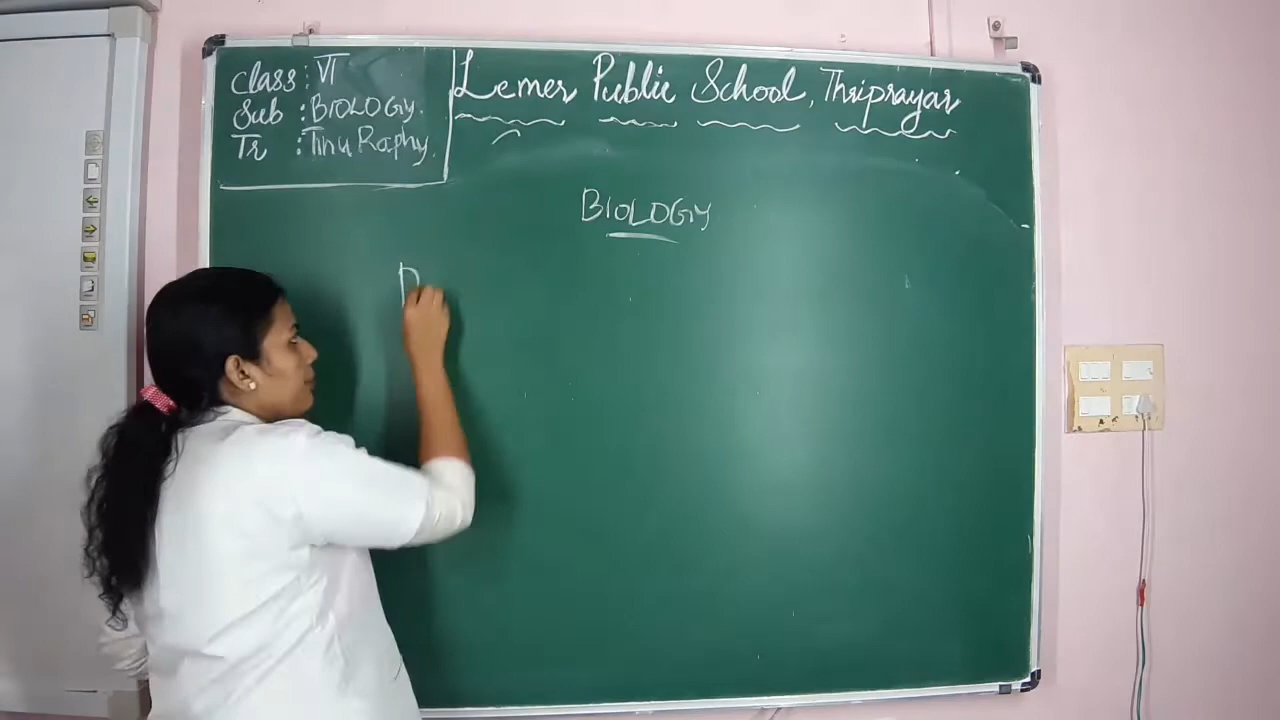 Class : VI
Sub : BIOLOGY.
Tr : Tinu Raphy.
Lemer Public School, Thriprayar
BIOLOGY